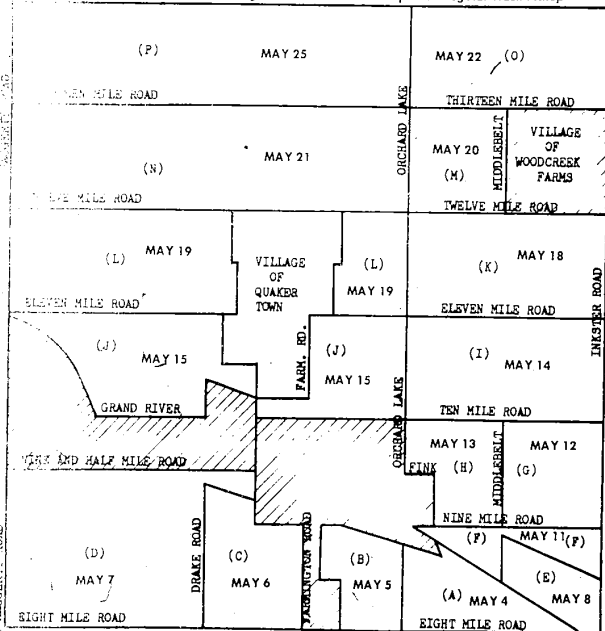 (P)
MAY 25
MAY 22
(O)
THIRTEEN MILE ROAD
ORCHARD LAKE
(N)
MAY 21
MAY 20
(M)
MIDDLEBELT
VILLAGE
OF
WOODCREEK
FARMS
MILE ROAD
TWELVE MILE ROAD
(L)
MAY 19
VILLAGE
OF
QUAKER
TOWN
(L)
MAY 19
(K)
MAY 18
INKSTER ROAD
ELEVEN MILE ROAD
ELEVEN MILE ROAD
(J)
MAY 15
FARM. RD.
(J)
MAY 15
(I)
MAY 14
GRAND RIVER
ORCHARD LAKE
TEN MILE ROAD
AND HALF MILE ROAD
FINK
MAY 13
(H)
MIDDLEBELT
MAY 12
(G)
NINE MILE ROAD
(F)
MAY 11
(F)
(D)
MAY 7
DRAKE ROAD
(C)
MAY 6
FARMINGTON ROAD
(B)
MAY 5
(A)
MAY 4
(E)
MAY 8
EIGHT MILE ROAD
EIGHT MILE ROAD